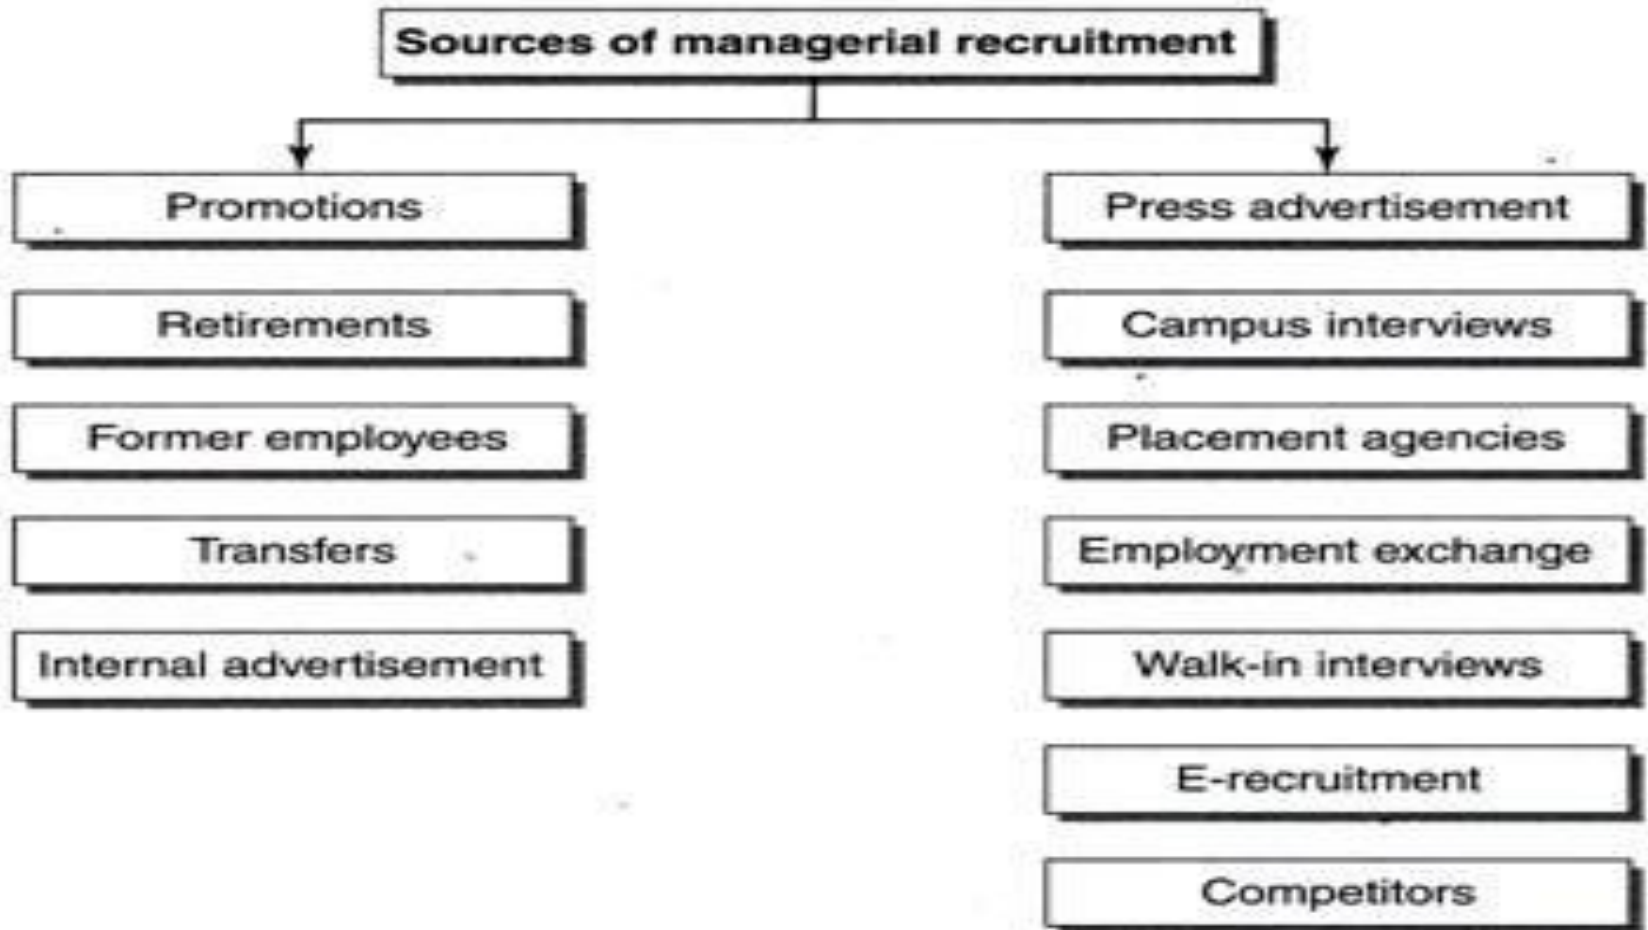 Sources of managerial recruitment
Promotions
Retirements
Former employees
Transfers
Internal advertisement
Press advertisement
Campus interviews
Placement agencies
Employment exchange
Walk-in interviews
E-recruitment
Competitors